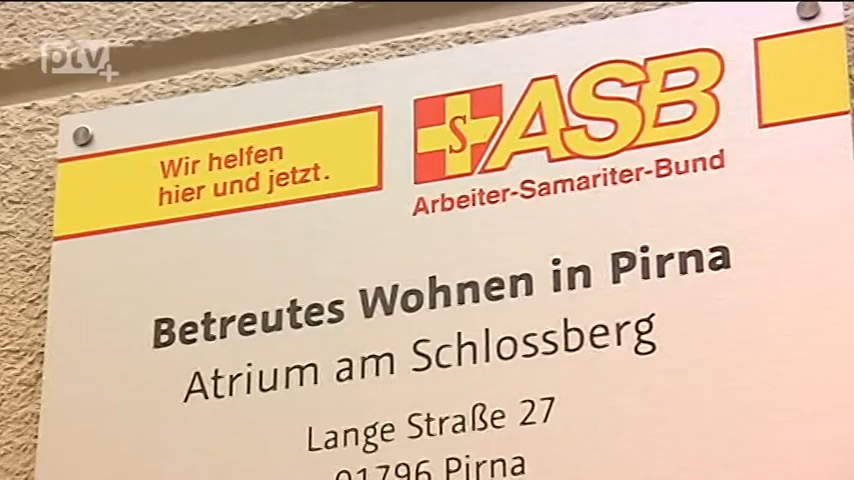 ptv+
Wir helfen
hier und jetzt.
S ASB
Arbeiter-Samariter-Bund
Betreutes Wohnen in Pirna
Atrium am Schlossberg
Lange Straße 27
01796 Pirna